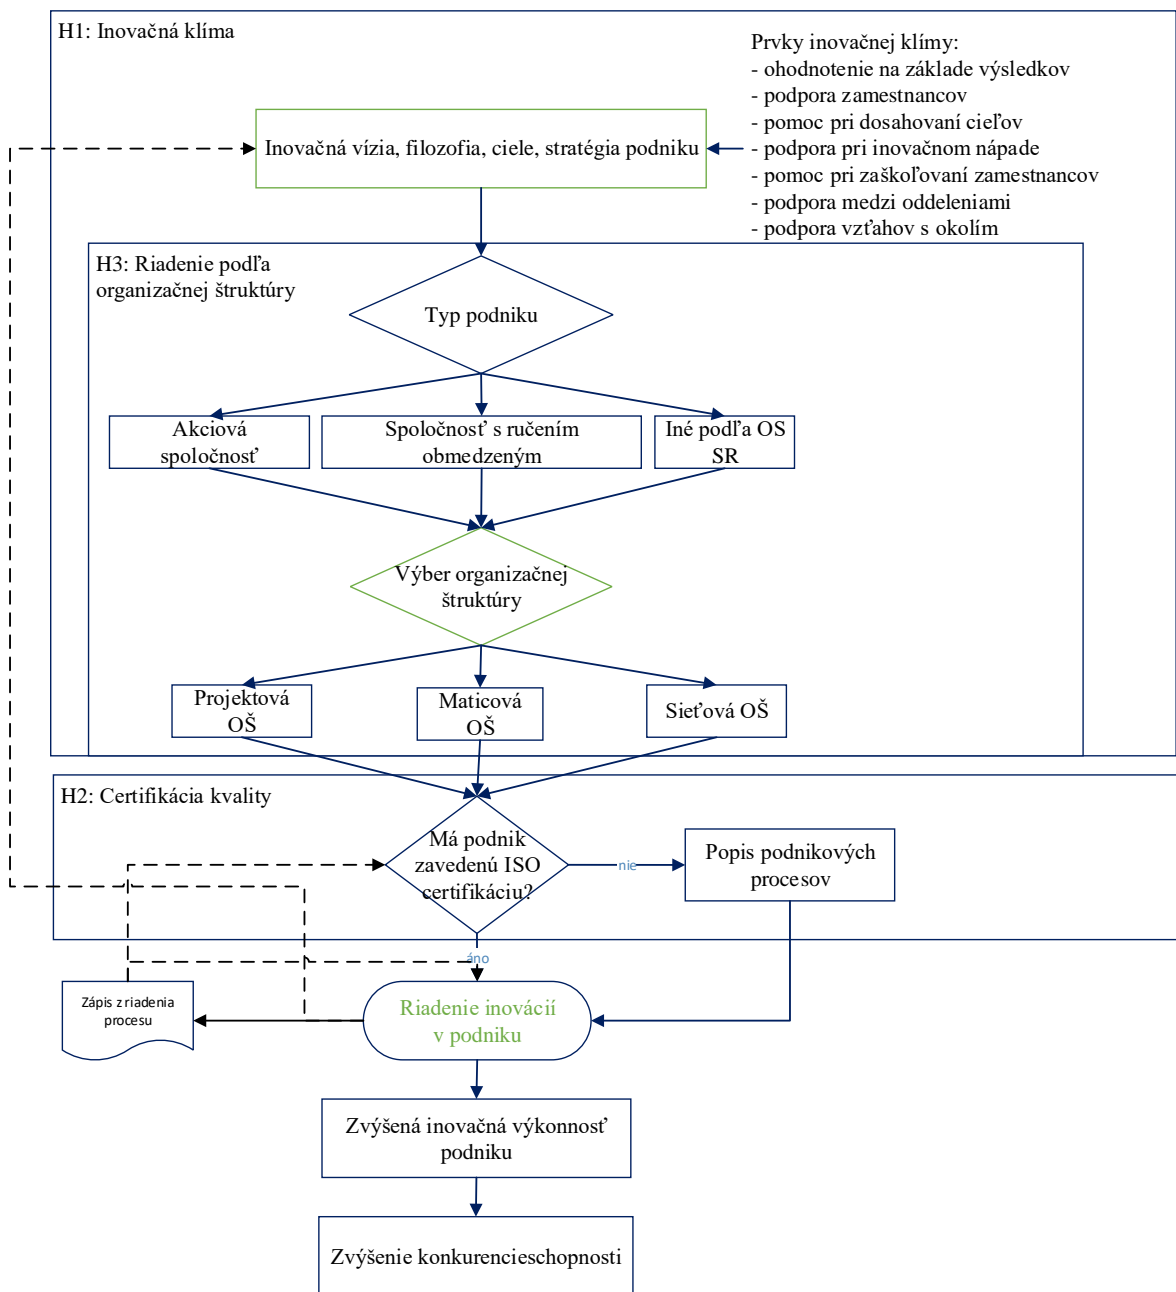 H1: Inovačná klíma
Prvky inovačnej klímy:
- ohodnotenie na základe výsledkov
- podpora zamestnancov
- pomoc pri dosahovaní cieľov
- podpora pri inovačnom nápade
- pomoc pri zaškoľovaní zamestnancov
- podpora medzi oddeleniami
- podpora vzťahov s okolím
Inovačná vízia, filozofia, ciele, stratégia podniku
H3: Riadenie podľa
organizačnej štruktúry
Typ podniku
Akciová
spoločnosť
Spoločnosť s ručením
obmedzeným
Iné podľa OS
SR
Výber organizačnej
štruktúry
Projektová
OŠ
Maticová
OŠ
Sieťová OŠ
H2: Certifikácia kvality
Má podnik
zavedenú ISO
certifikáciu?
nie
Popis podnikových
procesov
áno
Zápis z riadenia
procesu
Riadenie inovácií
v podniku
Zvýšená inovačná výkonnosť
podniku
Zvýšenie konkurencieschopnosti